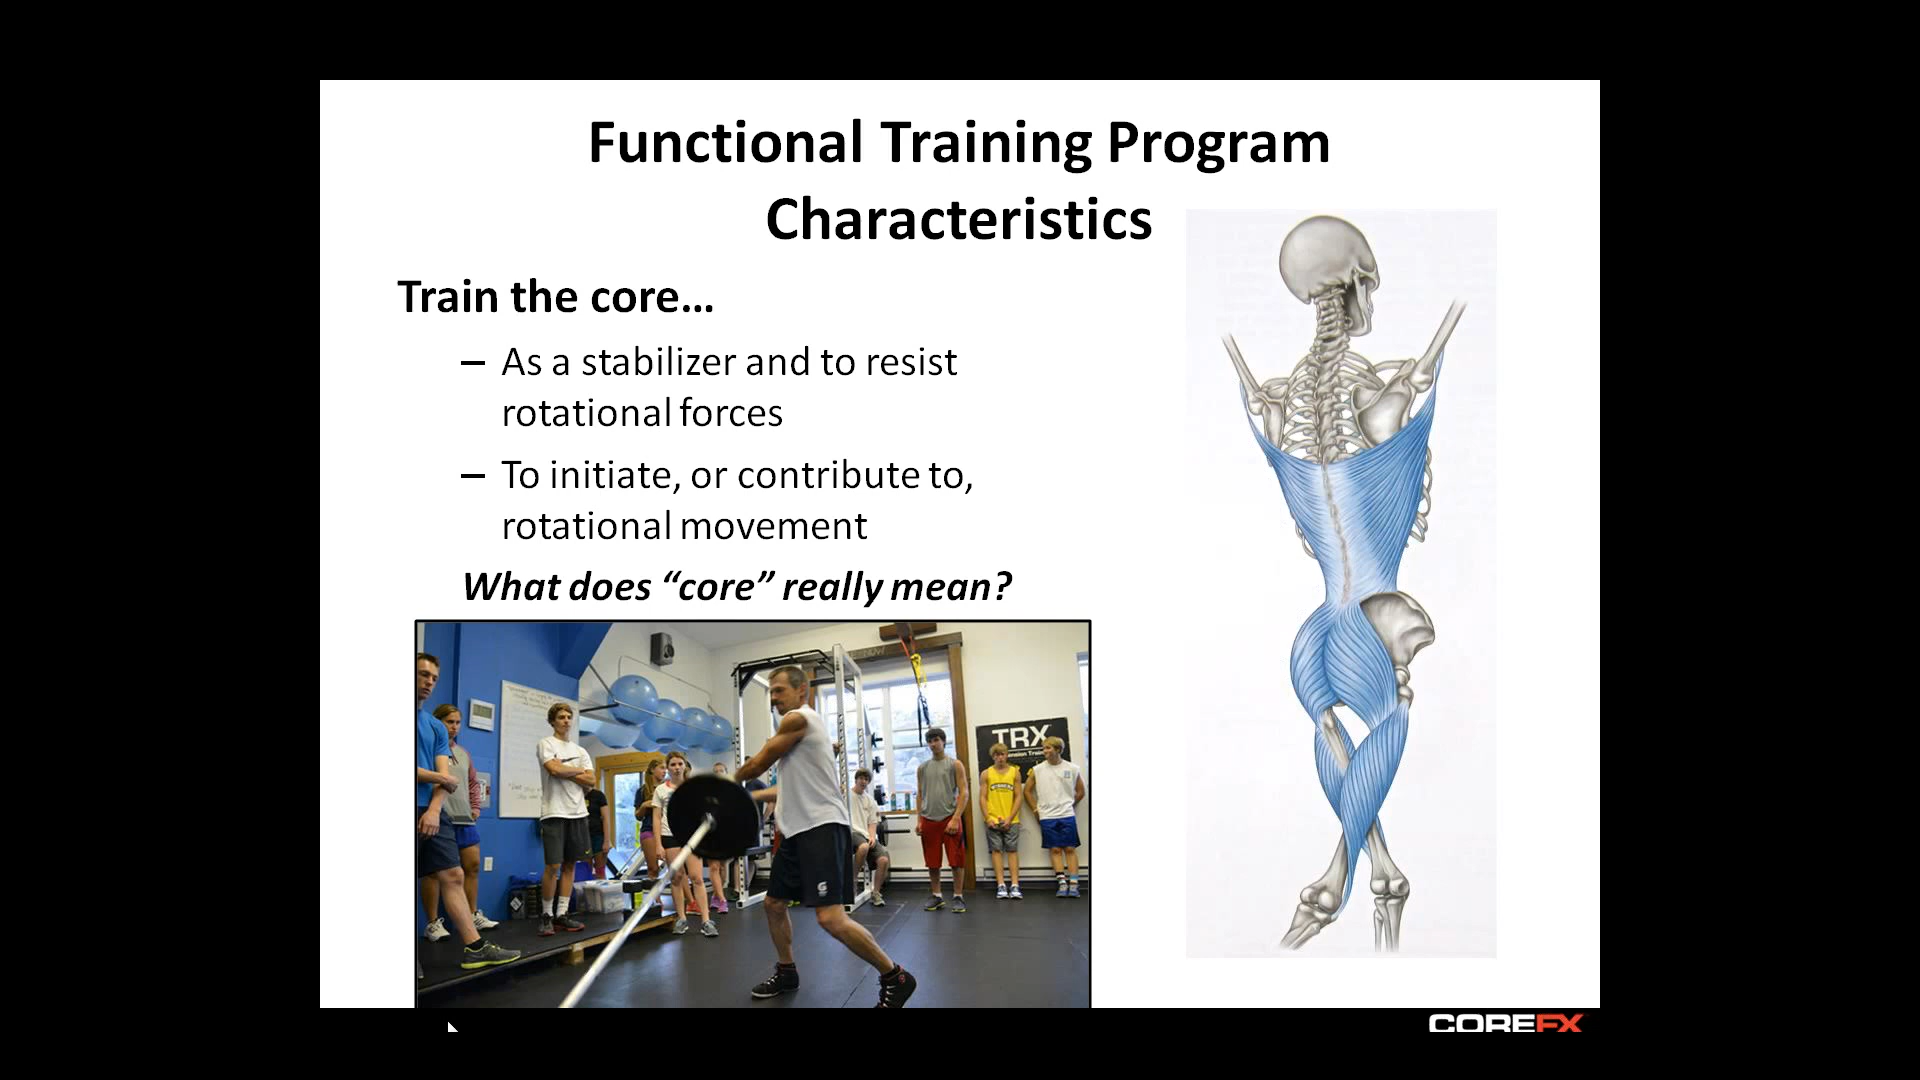 Functional Training Program
Characteristics
Train the core…
– As a stabilizer and to resist
rotational forces
– To initiate, or contribute to,
rotational movement
What does “core” really mean?
TRX
COREFX